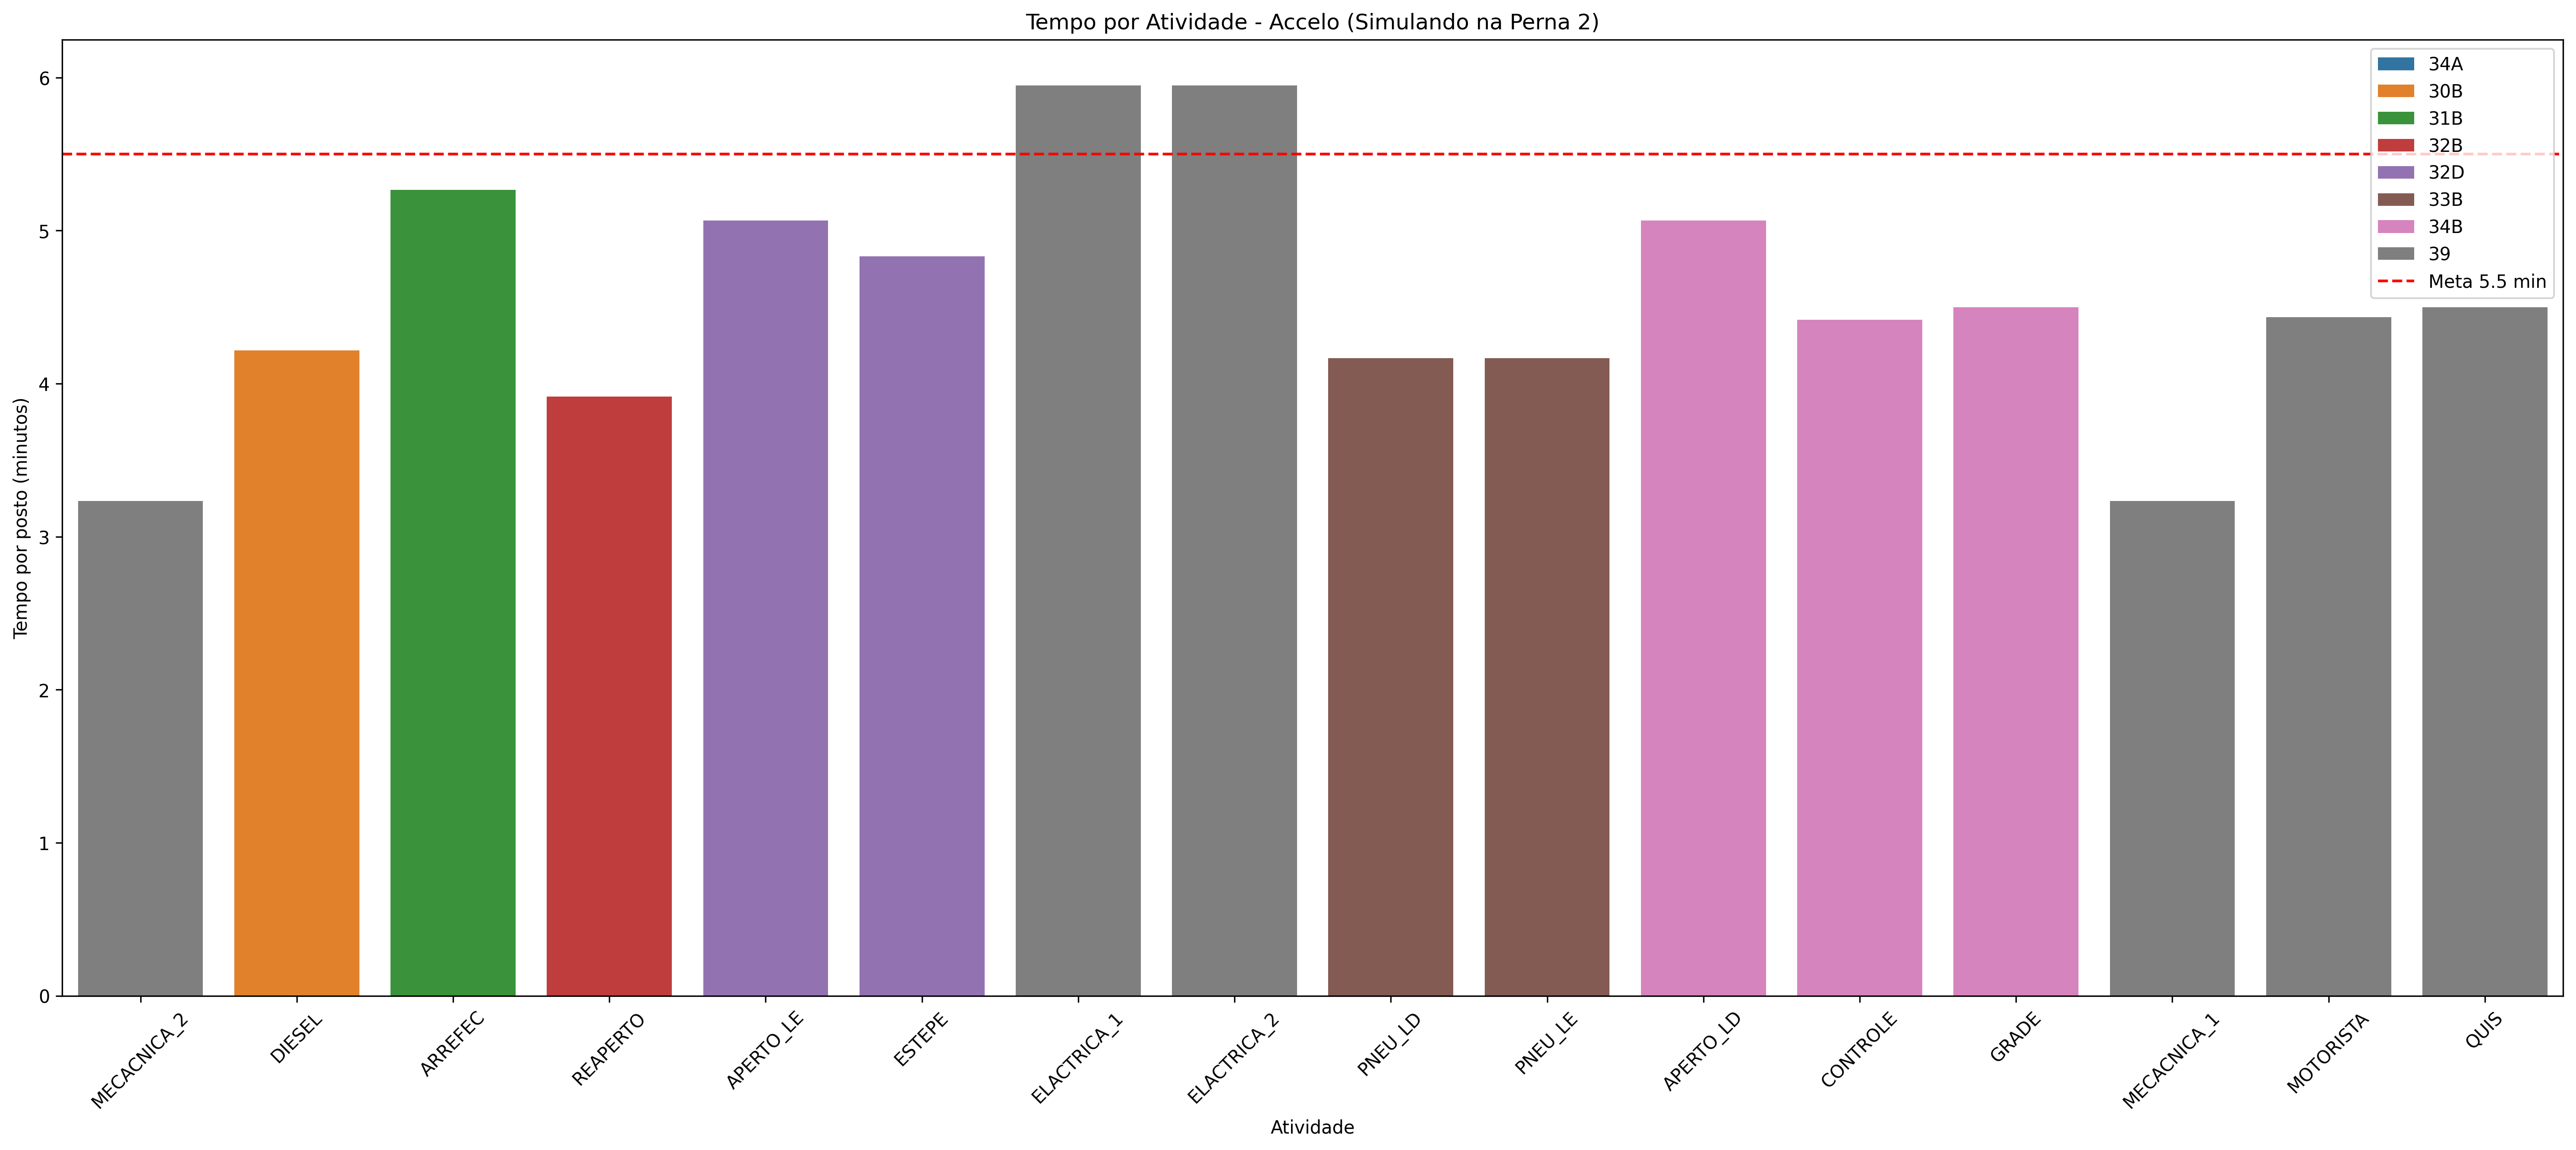 Tempo por Atividade - Accelo (Simulando na Perna 2)
34A
30B
31B
32B
32D
33B
34B
39
Meta 5.5 min
Tempo por posto (minutos)
6
5
4
3
2
1
0
MECACNICA_2
DIESEL
ARREFEC
REAPERTO
APERTO_LE
ESTEPE
ELACTRICA_1
ELACTRICA_2
PNEU_LD
PNEU_LE
APERTO_LD
CONTROLE
GRADE
MECACNICA_1
MOTORISTA
QUIS
Atividade